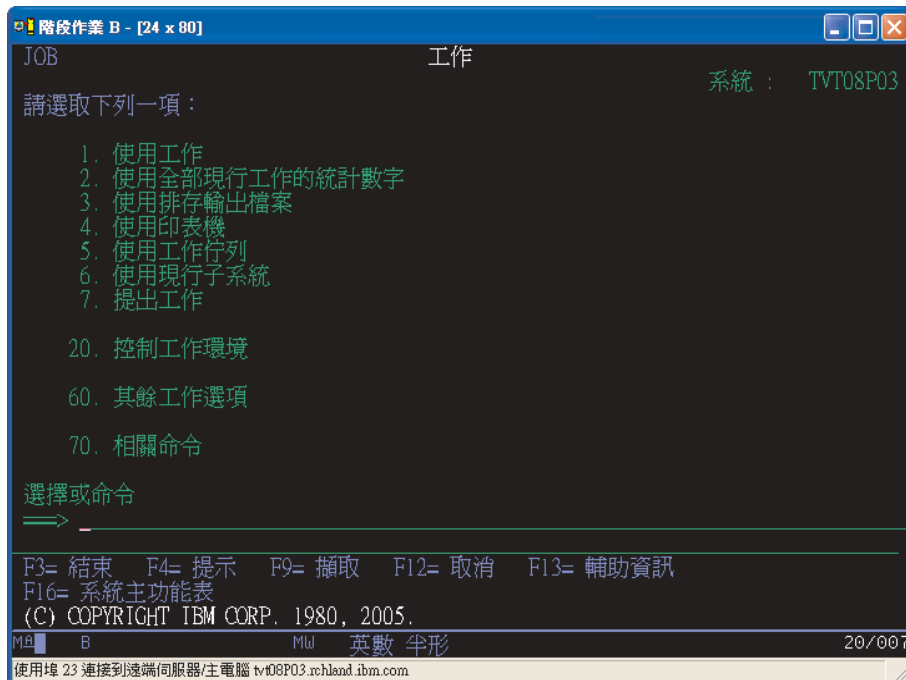 階段作業 B - [24 x 80]
JOB 工作
系統 : TVT08P03
請選取下列一項：
1. 使用工作
2. 使用全部現行工作的統計數字
3. 使用排存輸出檔案
4. 使用印表機
5. 使用工作佇列
6. 使用現行子系統
7. 提出工作
20. 控制工作環境
60. 其餘工作選項
70. 相關命令
選擇或命令
===> _
F3= 結束 F4= 提示 F9= 擷取 F12= 取消 F13= 輔助資訊
F16= 系統主功能表
(C) COPYRIGHT IBM CORP. 1980, 2005.
MA B MW 英數 半形 20/007
使用埠 23 連接到遠端伺服器/主電腦 tvt08P03.rchland.ibm.com